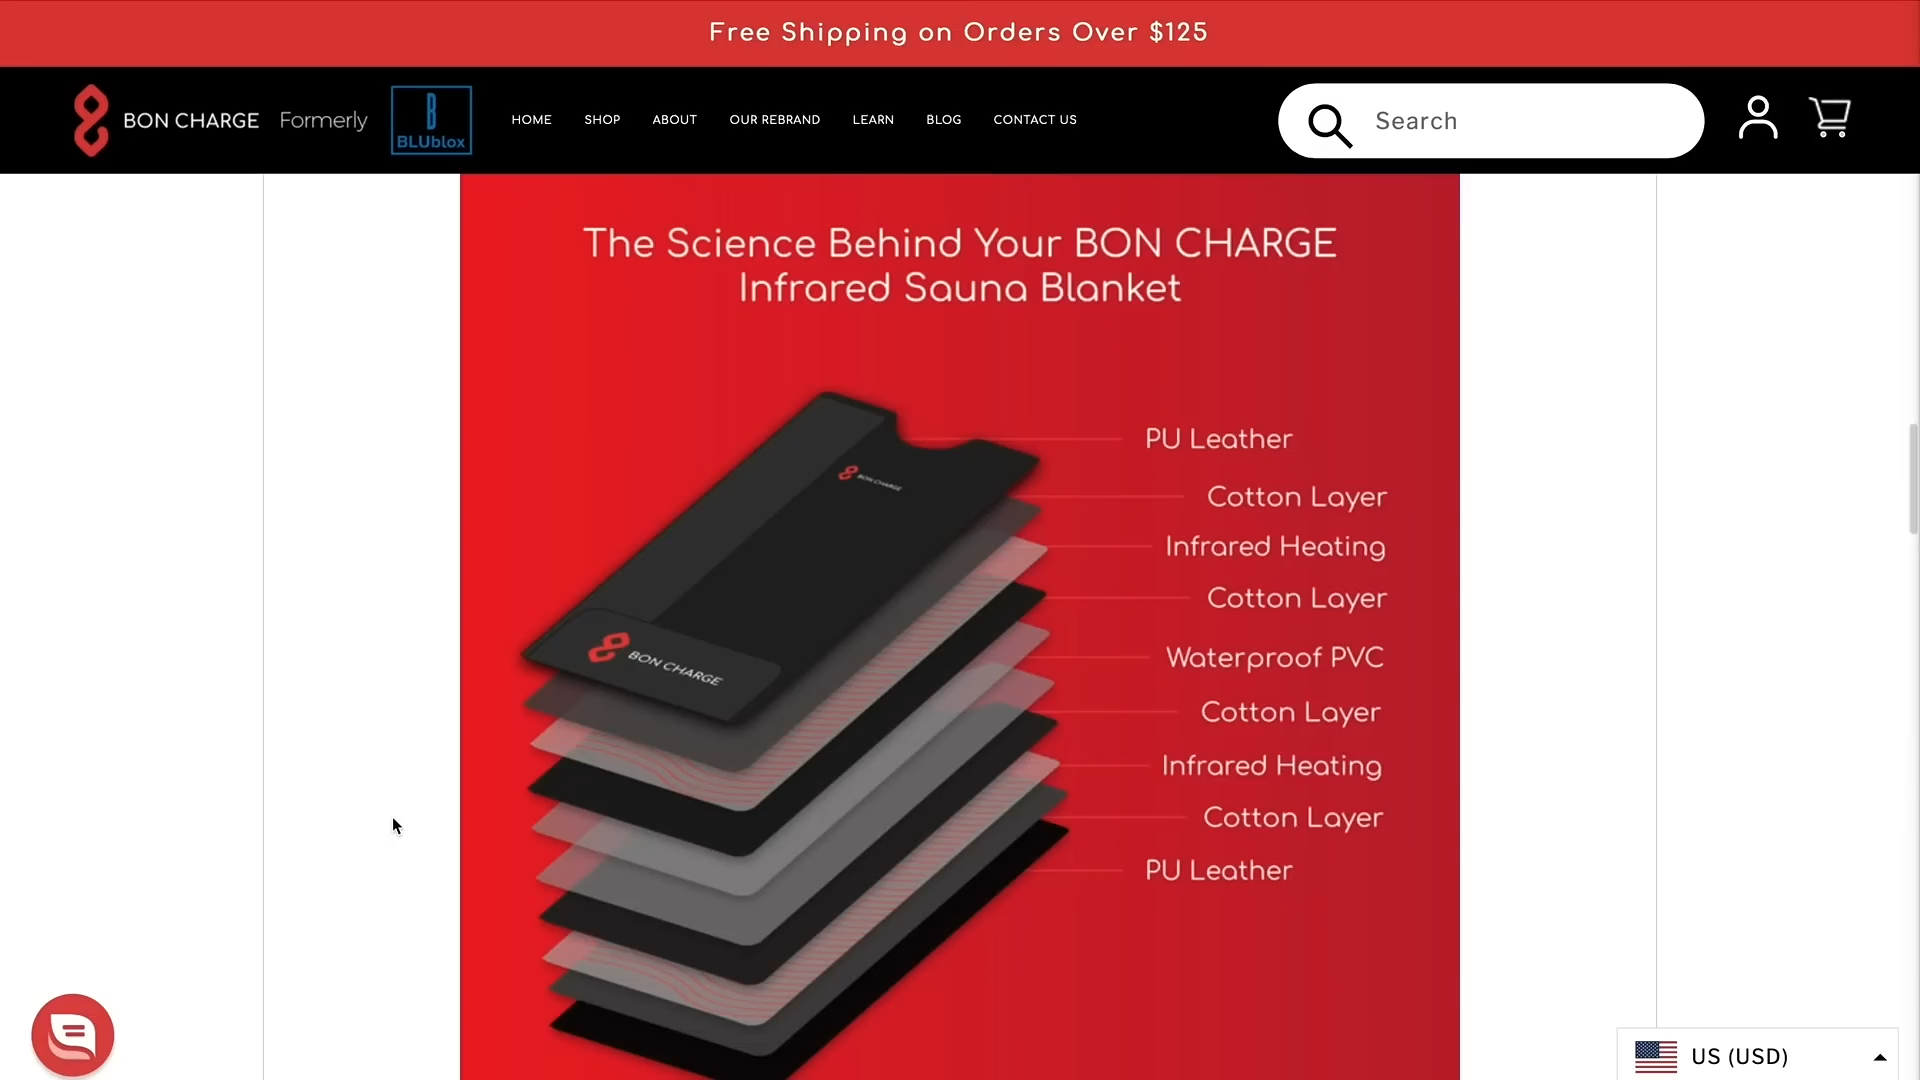 Free Shipping on Orders Over $125
BON CHARGE Formerly BLUblox
HOME SHOP ABOUT OUR REBRAND LEARN BLOG CONTACT US
Search
The Science Behind Your BON CHARGE
Infrared Sauna Blanket
PU Leather
BON CHARGE
Cotton Layer
Infrared Heating
Cotton Layer
Waterproof PVC
BON CHARGE
Cotton Layer
Infrared Heating
Cotton Layer
PU Leather
US (USD)